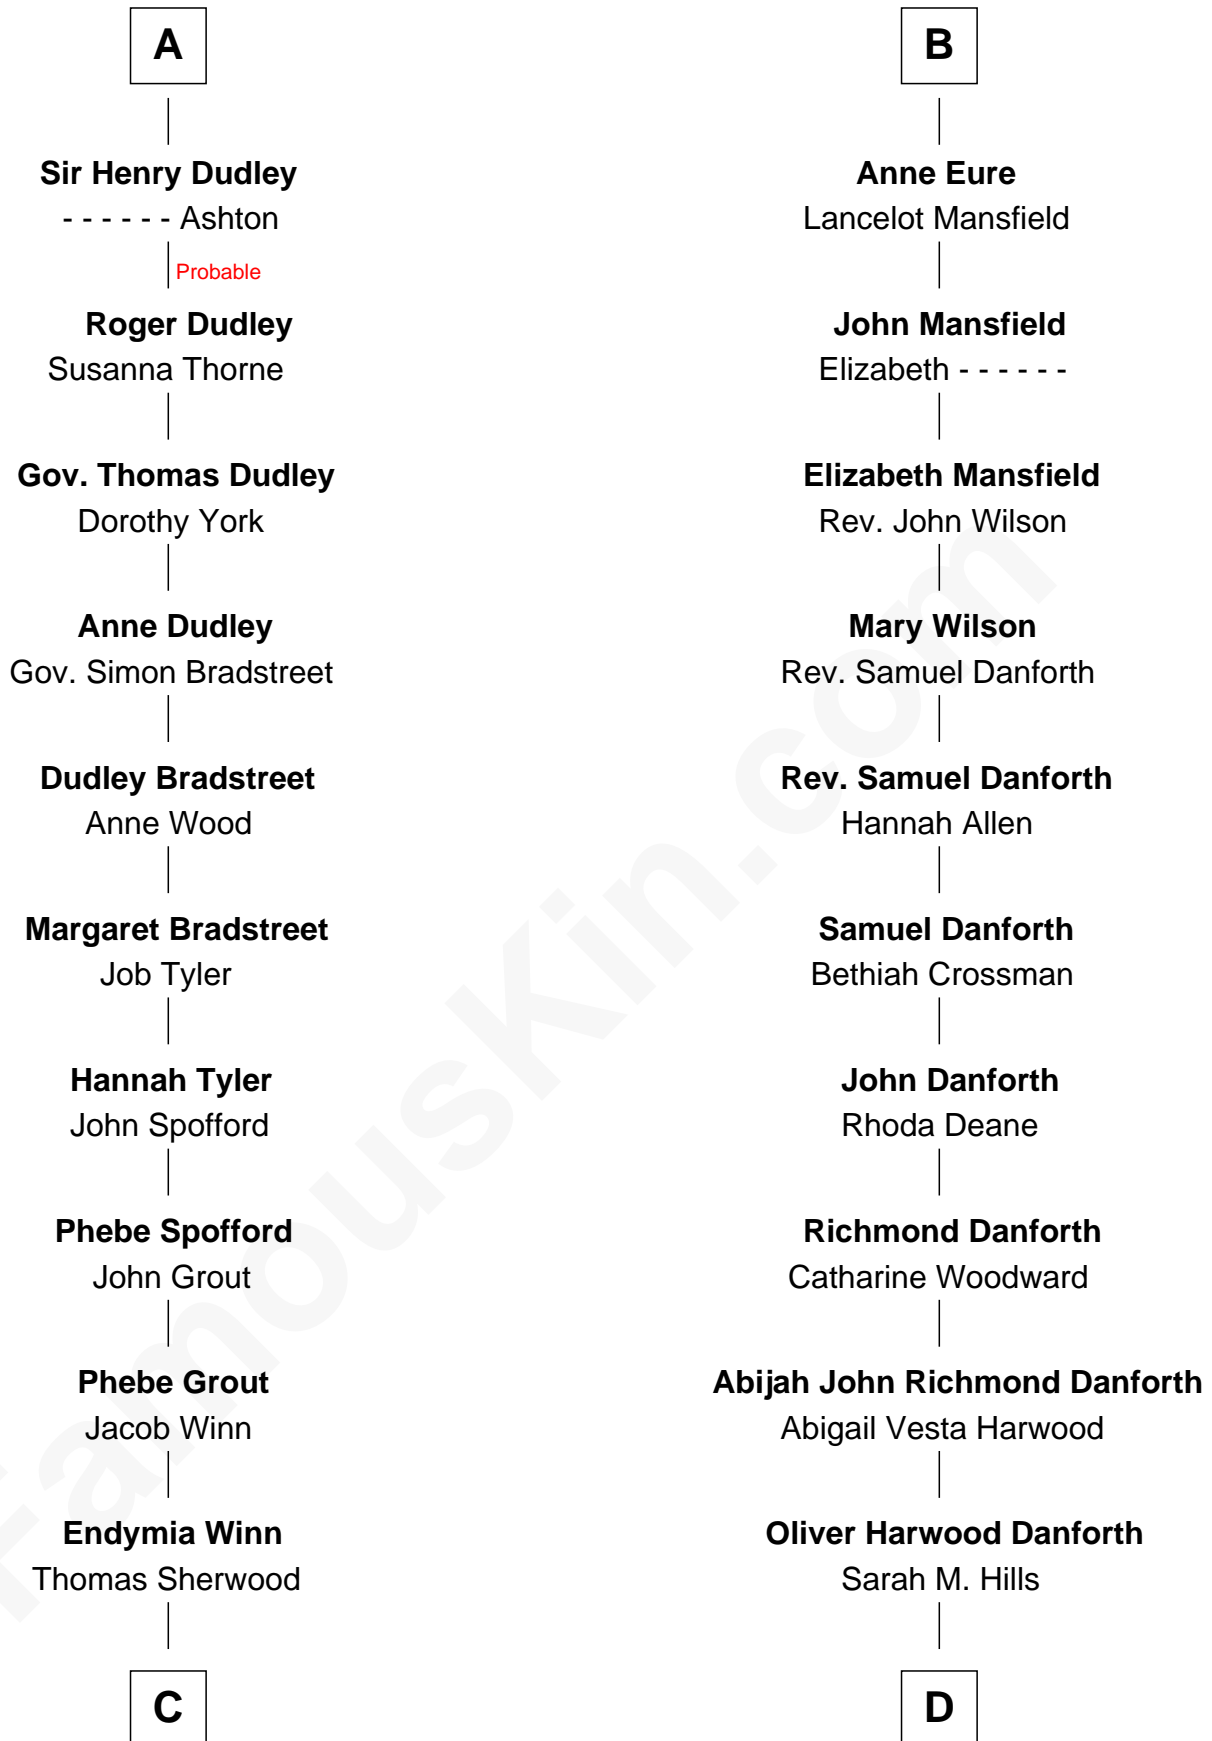 A
Sir Henry Dudley
- - - - - - Ashton
Probable
Roger Dudley
Susanna Thorne
Gov. Thomas Dudley
Dorothy York
Anne Dudley
Gov. Simon Bradstreet
Dudley Bradstreet
Anne Wood
Margaret Bradstreet
Job Tyler
Hannah Tyler
John Spofford
Phebe Spofford
John Grout
Phebe Grout
Jacob Winn
Endymia Winn
Thomas Sherwood
C
B
Anne Eure
Lancelot Mansfield
John Mansfield
Elizabeth - - - - - -
Elizabeth Mansfield
Rev. John Wilson
Mary Wilson
Rev. Samuel Danforth
Rev. Samuel Danforth
Hannah Allen
Samuel Danforth
Bethiah Crossman
John Danforth
Rhoda Deane
Richmond Danforth
Catharine Woodward
Abijah John Richmond Danforth
Abigail Vesta Harwood
Oliver Harwood Danforth
Sarah M. Hills
D
FamousKin.com